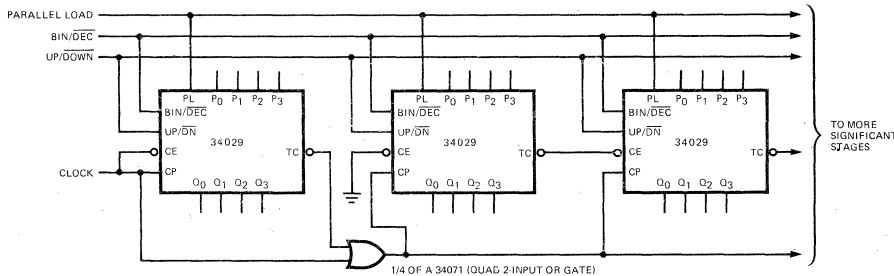 PARALLEL LOAD
BIN/DEC
UP/DOWN
PL P0 P1 P2 P3
BIN/DEC
UP/DN
34029
CE
TC
CP
Q0 Q1 Q2 Q3
PL P0 P1 P2 P3
BIN/DEC
UP/DN
34029
CE
TC
CP
Q0 Q1 Q2 Q3
PL P0 P1 P2 P3
BIN/DEC
UP/DN
34029
CE
TC
CP
Q0 Q1 Q2 Q3
TO MORE
SIGNIFICANT
STAGES
CLOCK
1/4 OF A 34071 (QUAD 2-INPUT OR GATE)